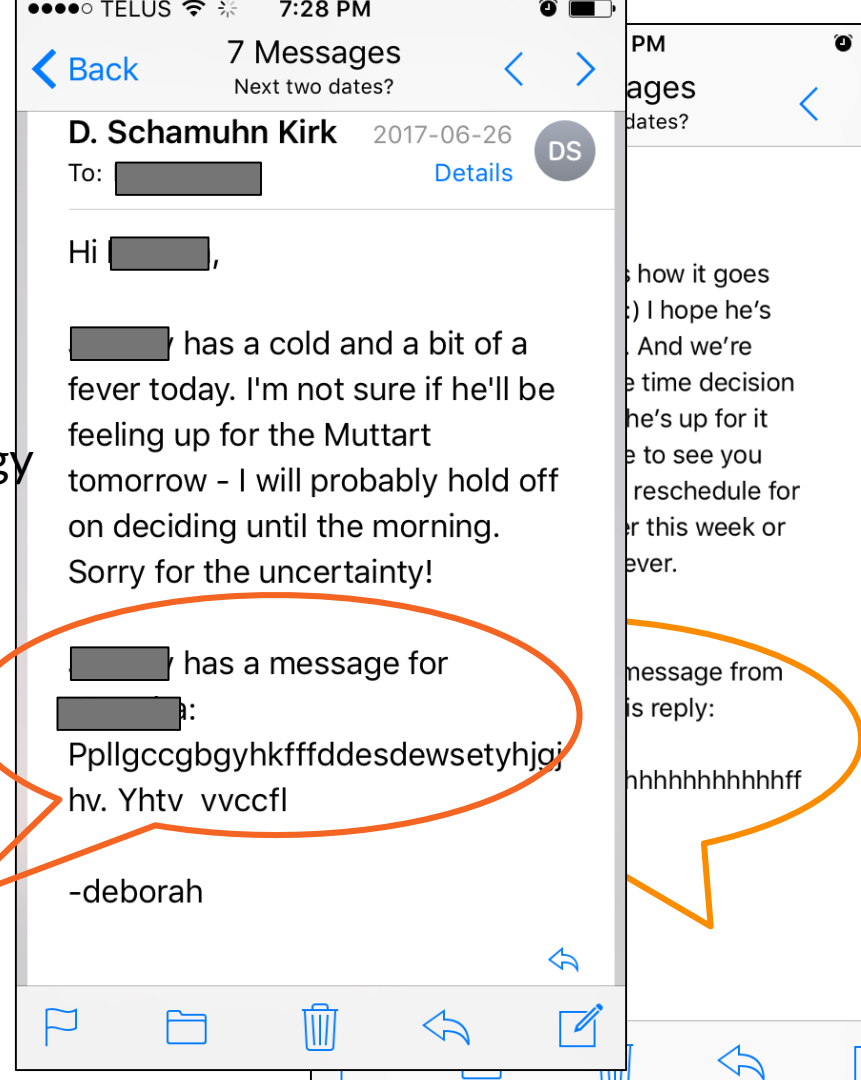 TELUS 7:28 PM
Back
7 Messages
Next two dates?
D. Schamuhn Kirk 2017-06-26
DS
To:
Details
Hi ,
has a cold and a bit of a
fever today. I'm not sure if he'll be
feeling up for the Muttart
tomorrow - I will probably hold off
on deciding until the morning.
Sorry for the uncertainty!
has a message for
:
Ppllgccgbgyhkfffddesdewsetyhjgj
hv. Yhtv vvccfl
-deborah
gy
PM
ages
dates?
s how it goes
:) I hope he's
. And we're
e time decision
he's up for it
e to see you
reschedule for
er this week or
ever.
message from
is reply:
hhhhhhhhhhhff